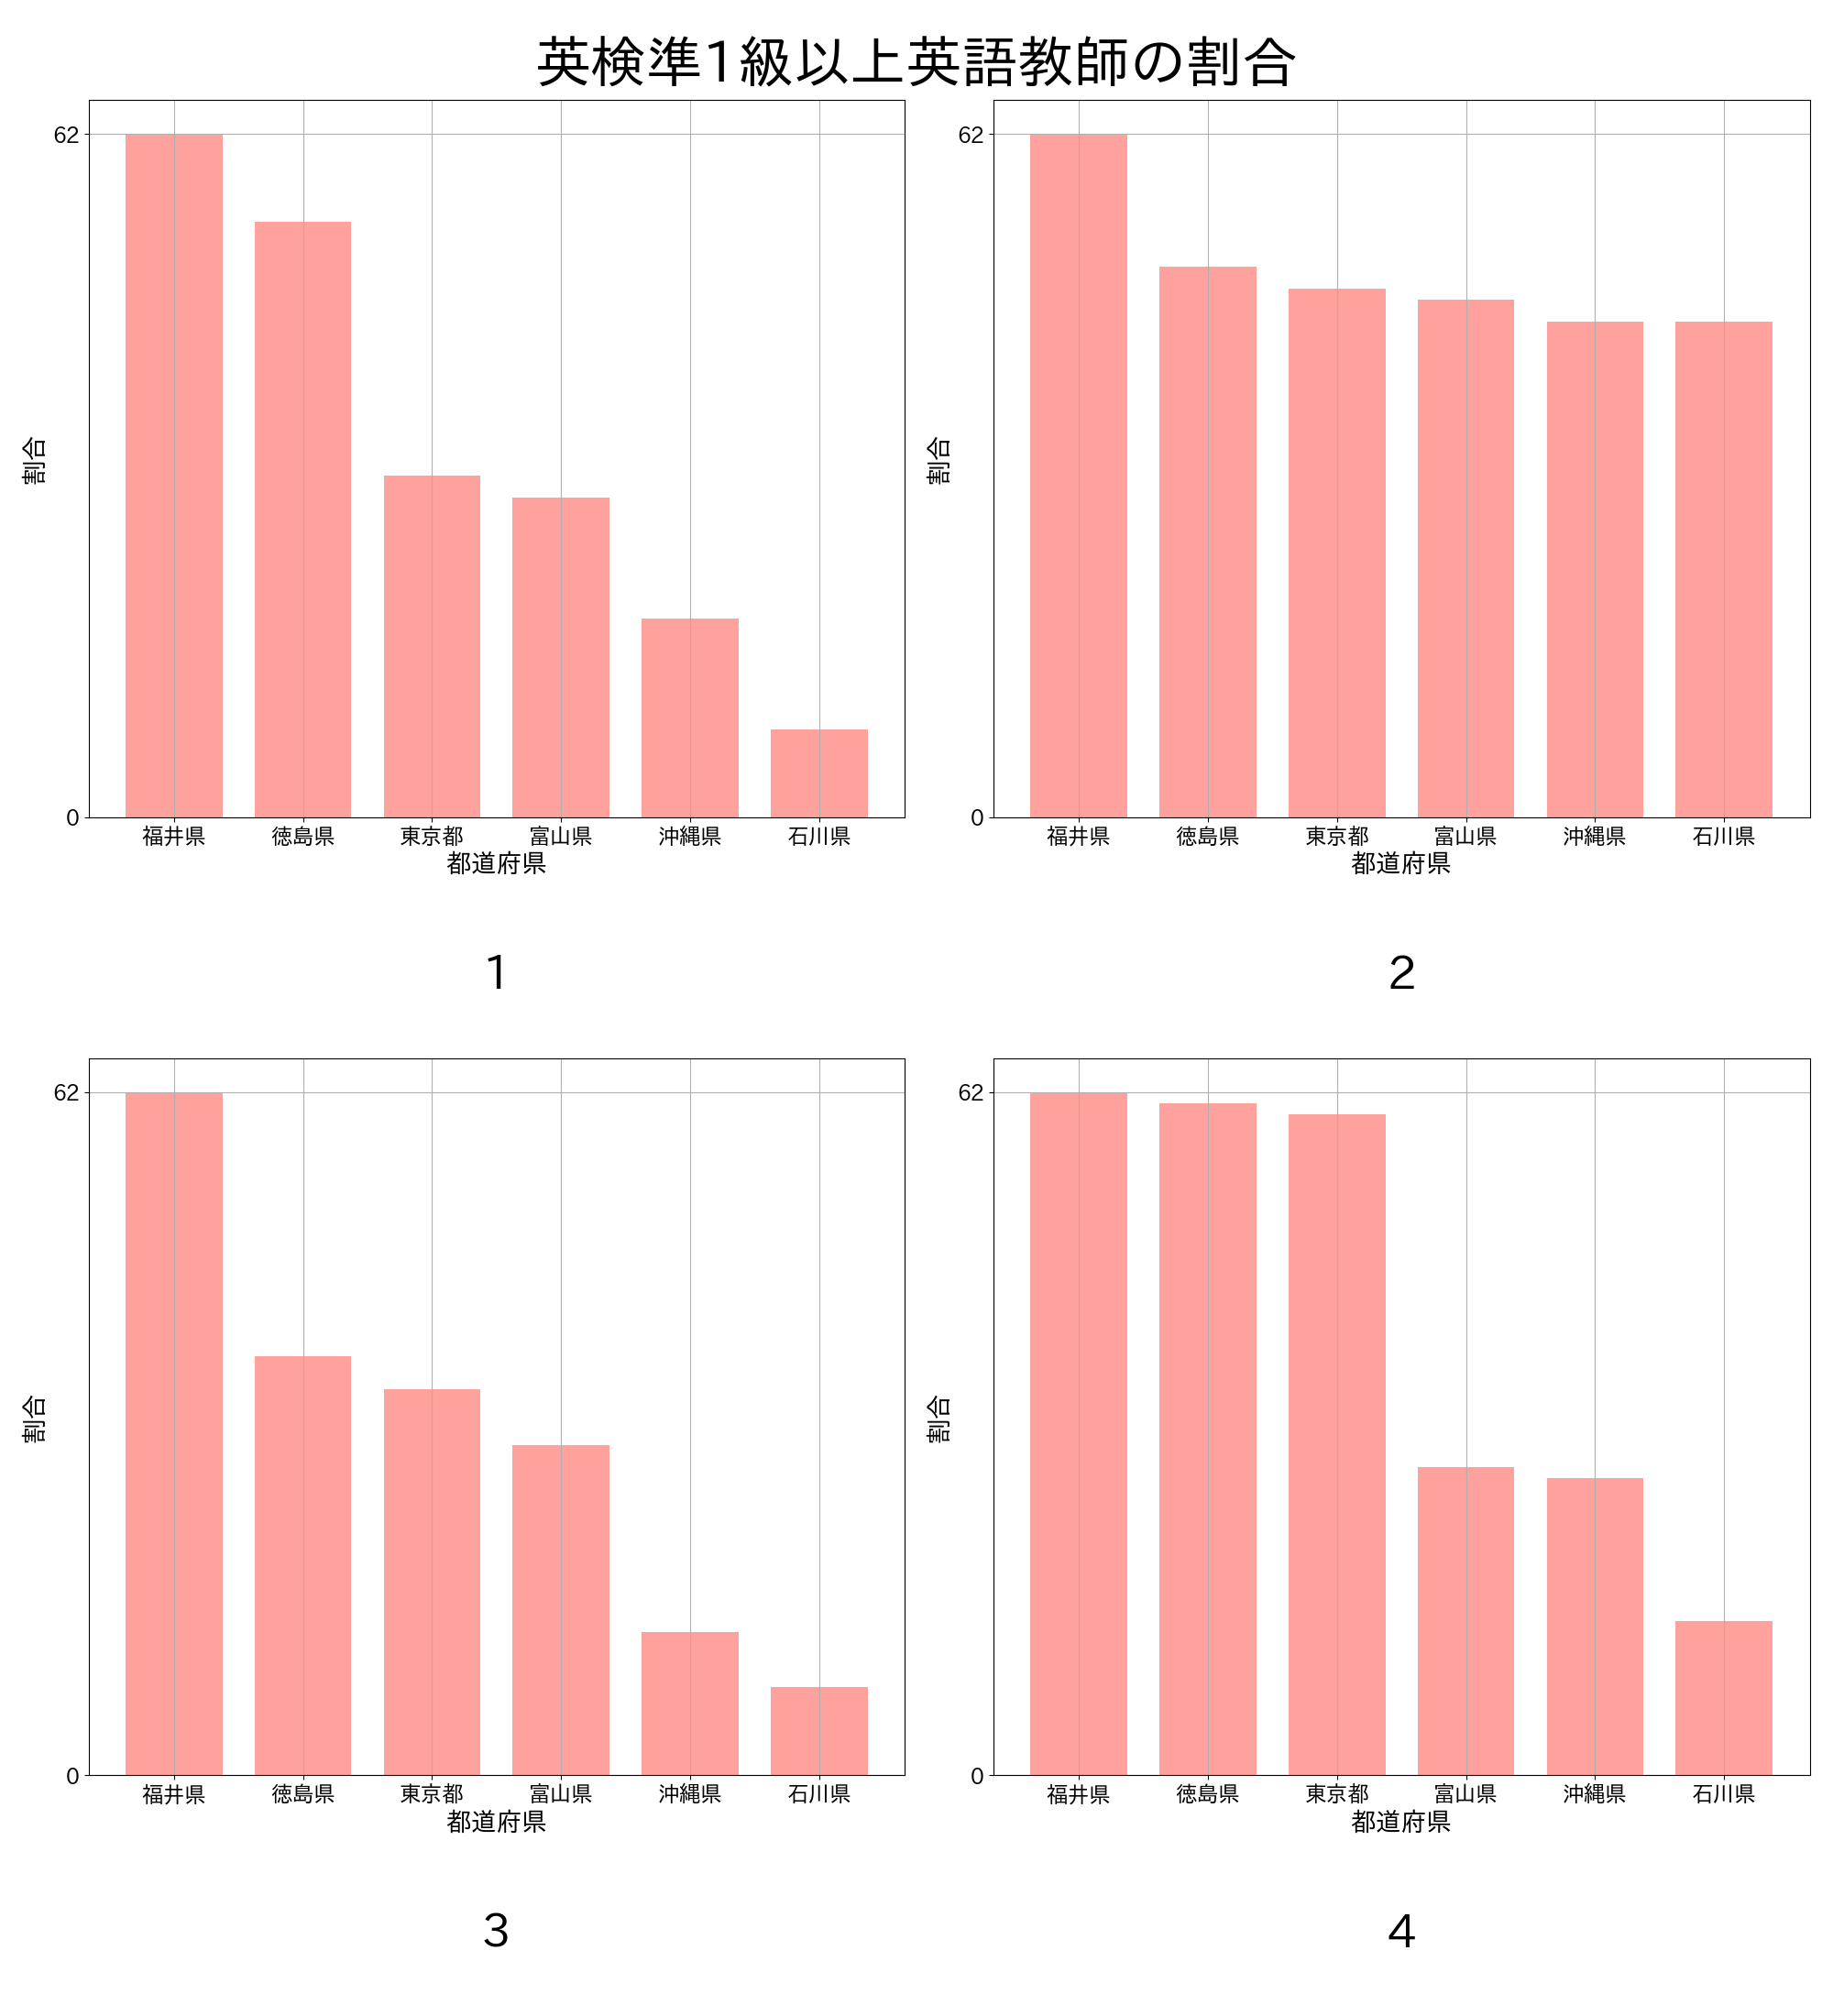 英検準1級以上英語教師の割合
62
0
割合
福井県 徳島県 東京都 富山県 沖縄県 石川県
都道府県
1
62
0
割合
福井県 徳島県 東京都 富山県 沖縄県 石川県
都道府県
2
62
0
割合
福井県 徳島県 東京都 富山県 沖縄県 石川県
都道府県
3
62
0
割合
福井県 徳島県 東京都 富山県 沖縄県 石川県
都道府県
4